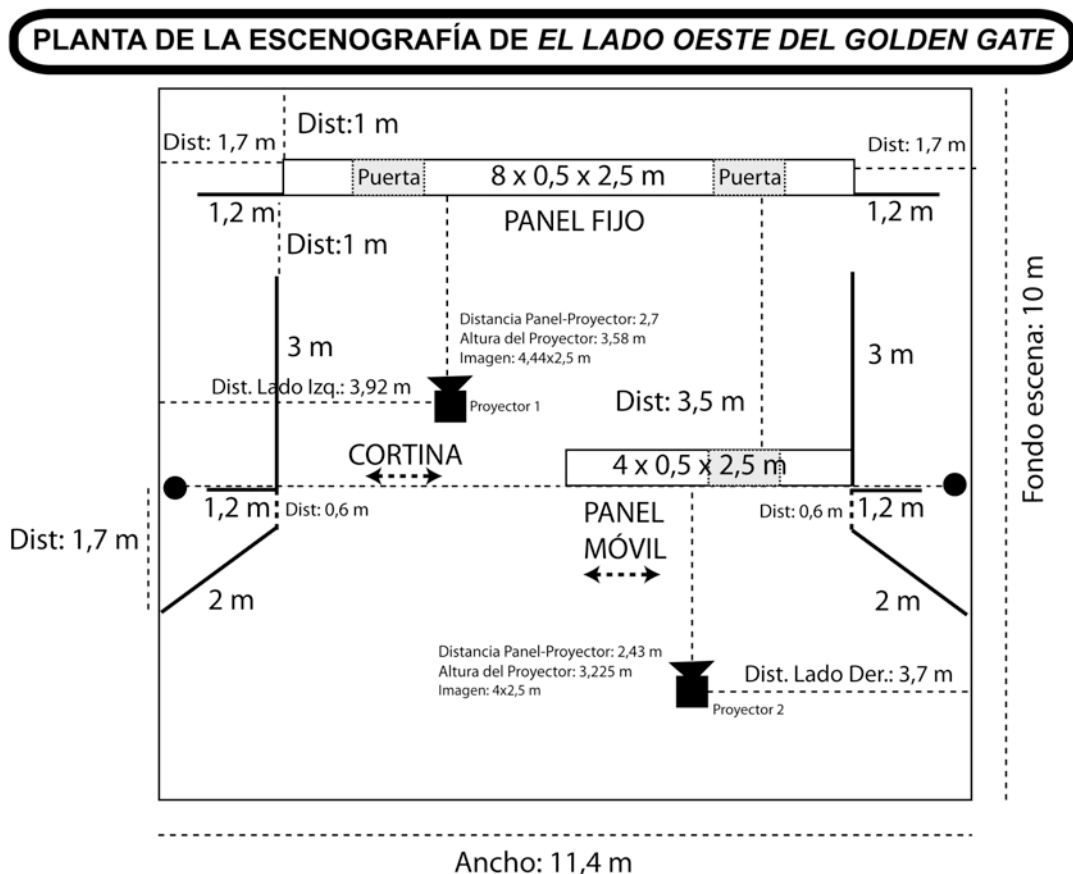 PLANTA DE LA ESCENOGRAFÍA DE EL LADO OESTE DEL GOLDEN GATE
Dist:1 m
Dist: 1,7 m
Dist: 1,7 m
Puerta
8 x 0,5 x 2,5 m
Puerta
1,2 m
PANEL FIJO
1,2 m
Dist:1 m
Distancia Panel-Proyector: 2,7
Altura del Proyector: 3,58 m
Imagen: 4,44x2,5 m
3 m
3 m
Fondo escena: 10 m
Dist. Lado Izq.: 3,92 m
Proyector 1
Dist: 3,5 m
CORTINA
4 x 0,5 x 2,5 m
1,2 m
Dist: 0,6 m
PANEL
MÓVIL
Dist: 0,6 m
1,2 m
Dist: 1,7 m
2 m
2 m
Distancia Panel-Proyector: 2,43 m
Altura del Proyector: 3,225 m
Imagen: 4x2,5 m
Dist. Lado Der.: 3,7 m
Proyector 2
Ancho: 11,4 m